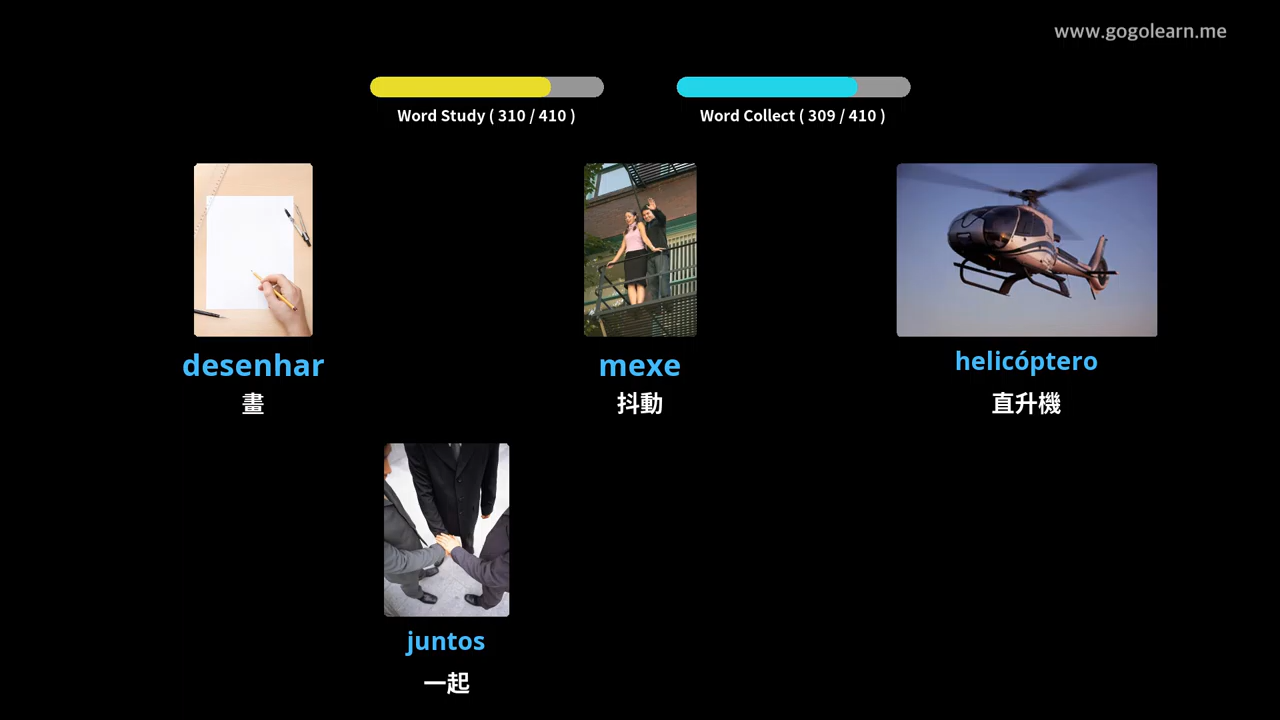 www.gogolearn.me
Word Study ( 310 / 410 )
Word Collect ( 309 / 410 )
desenhar
畫
mexe
抖動
helicóptero
直升機
juntos
一起